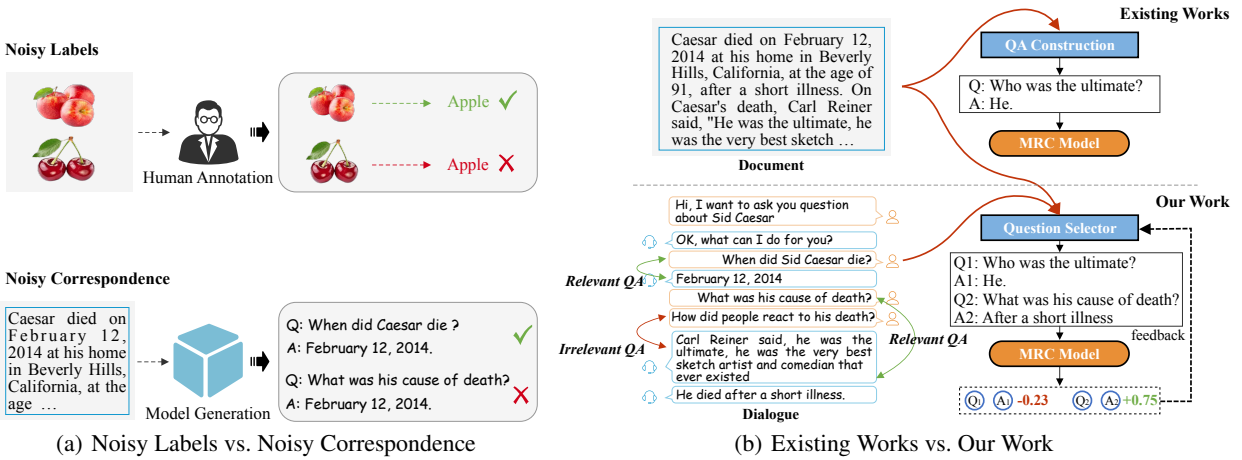 Noisy Labels
Human Annotation
Apple
Apple
Noisy Correspondence
Caesar died on
February 12,
2014 at his home
in Beverly Hills,
California, at the
age …
Model Generation
Q: When did Caesar die ?
A: February 12, 2014.
Q: What was his cause of death?
A: February 12, 2014.
(a) Noisy Labels vs. Noisy Correspondence
Existing Works
Caesar died on February 12,
2014 at his home in Beverly
Hills, California, at the age of
91, after a short illness. On
Caesar's death, Carl Reiner
said, "He was the ultimate, he
was the very best sketch …
Document
QA Construction
Q: Who was the ultimate?
A: He.
MRC Model
Our Work
Hi, I want to ask you question
about Sid Caesar
OK, what can I do for you?
When did Sid Caesar die?
Relevant QA
February 12, 2014
What was his cause of death?
How did people react to his death?
Irrelevant QA
Relevant QA
Carl Reiner said, he was the
ultimate, he was the very best
sketch artist and comedian that
ever existed
He died after a short illness.
Dialogue
Question Selector
Q1: Who was the ultimate?
A1: He.
Q2: What was his cause of death?
A2: After a short illness
feedback
MRC Model
Q1 A1 -0.23 Q2 A2 +0.75
(b) Existing Works vs. Our Work